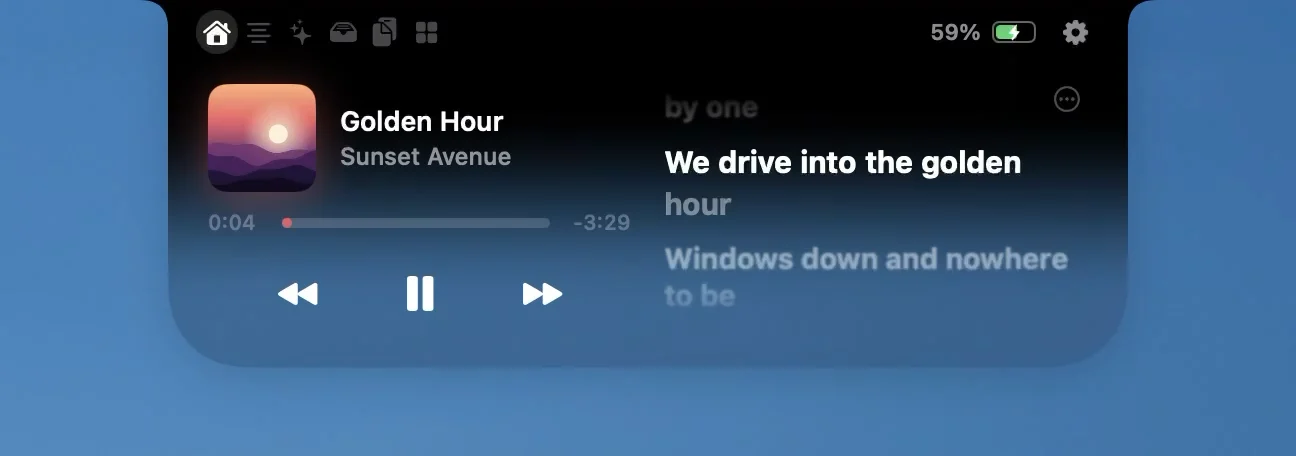 59%
Golden Hour
Sunset Avenue
0:04
-3:29
by one
We drive into the golden
hour
Windows down and nowhere
to be